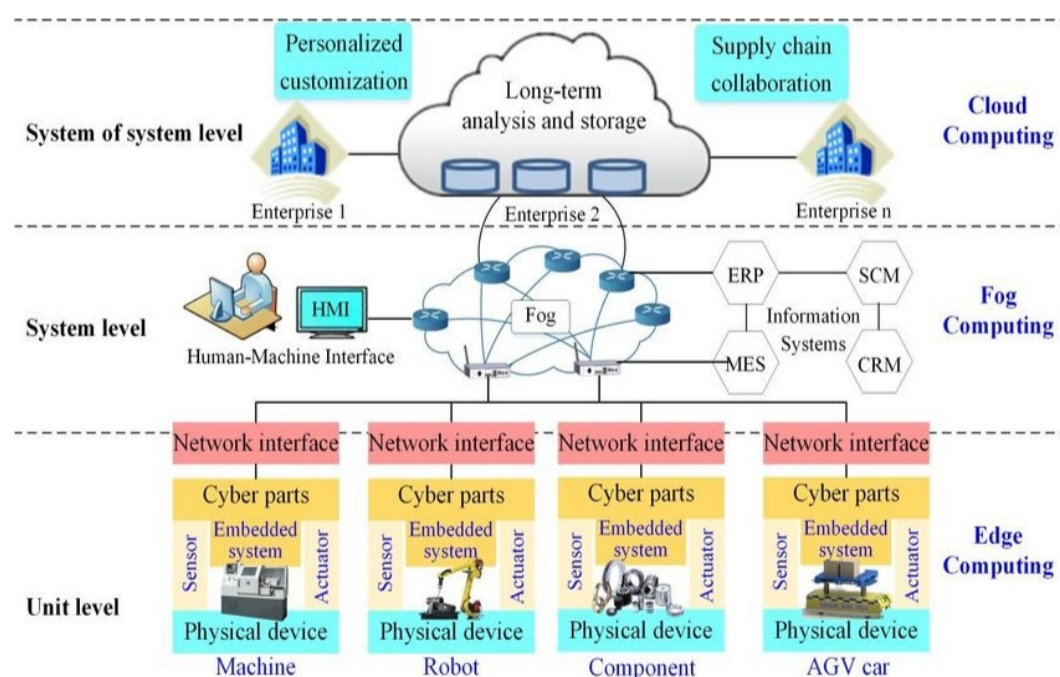 Personalized
customization
Supply chain
collaboration
Long-term
analysis and storage
System of system level
Cloud
Computing
Enterprise 1
Enterprise 2
Enterprise n
ERP
SCM
HMI
Fog
Information
Systems
System level
Fog
Computing
Human-Machine Interface
MES
CRM
Network interface
Network interface
Network interface
Network interface
Cyber parts
Cyber parts
Cyber parts
Cyber parts
Sensor
Embedded
system
Actuator
Sensor
Embedded
system
Actuator
Sensor
Embedded
system
Actuator
Sensor
Embedded
system
Actuator
Edge
Computing
Unit level
Physical device
Physical device
Physical device
Physical device
Machine
Robot
Component
AGV car